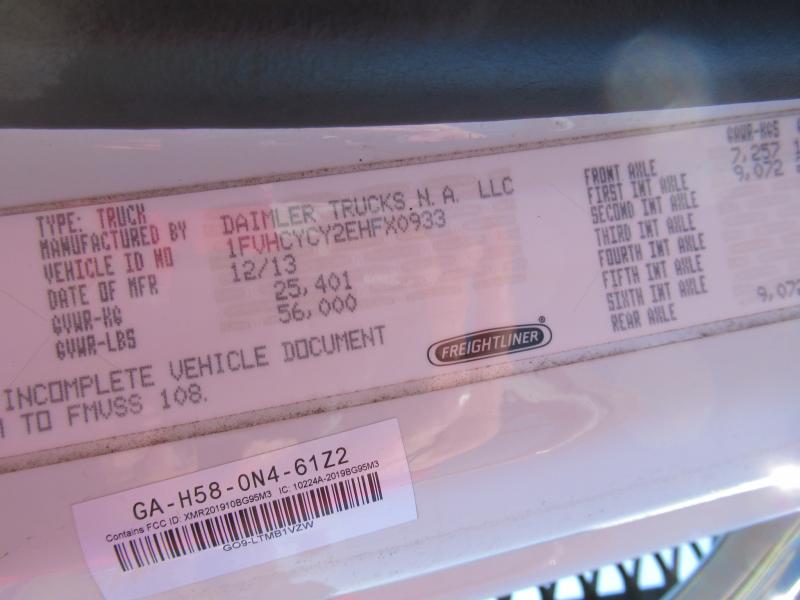 TYPE: TRUCK
MANUFACTURED BY DAIMLER TRUCKS N. A. LLC
VEHICLE ID NO 1FVHCYCY2EHFX0933
DATE OF MFR 12/13
GVWR-KG 25,401
GVWR-LBS 56,000
INCOMPLETE VEHICLE DOCUMENT
TO FMVSS 108.
FREIGHTLINER®
GAWR-KGS
FRONT AXLE 7,257
FIRST INT AXLE 9,072
SECOND INT AXLE
THIRD INT AXLE
FOURTH INT AXLE
FIFTH INT AXLE
SIXTH INT AXLE
REAR AXLE 9,072
GA-H58-0N4-61Z2
Contains FCC ID: XMR201910BG95M3 IC: 10224A-2019BG95M3
GO9-LTMB1VZW